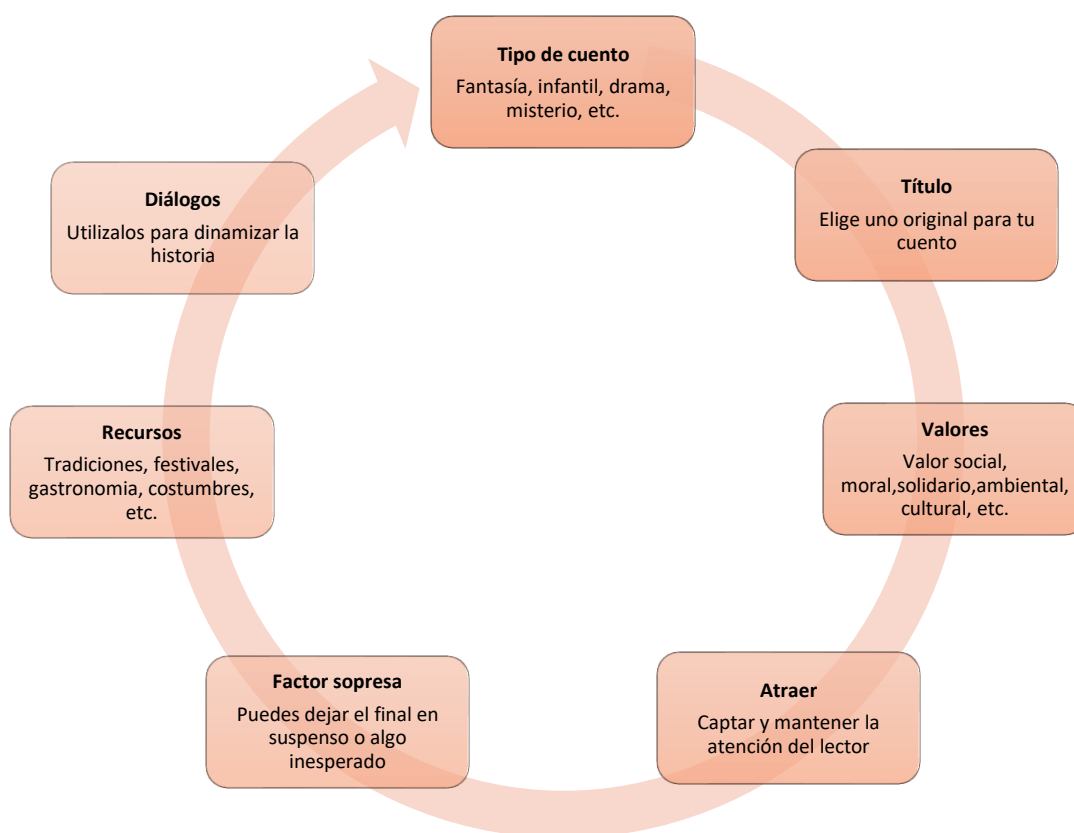 Tipo de cuento
Fantasía, infantil, drama,
misterio, etc.
Título
Elige uno original para tu
cuento
Valores
Valor social,
moral,solidario,ambiental,
cultural, etc.
Atraer
Captar y mantener la
atención del lector
Factor sopresa
Puedes dejar el final en
suspenso o algo
inesperado
Recursos
Tradiciones, festivales,
gastronomia, costumbres,
etc.
Diálogos
Utilizalos para dinamizar la
historia